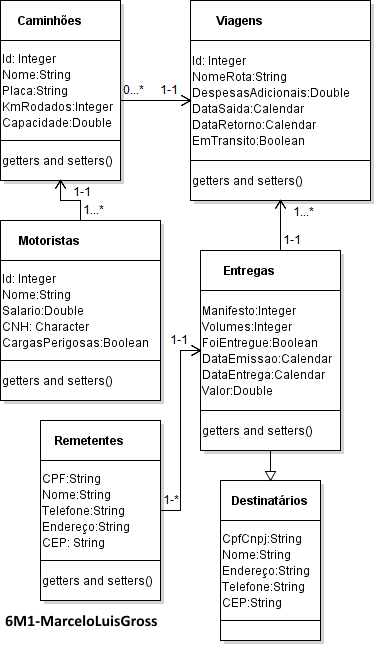 Caminhões
Id: Integer
Nome:String
Placa:String
KmRodados:Integer
Capacidade:Double
getters and setters()
0...*
1-1
Viagens
Id: Integer
NomeRota:String
DespesasAdicionais:Double
DataSaida:Calendar
DataRetorno:Calendar
EmTransito:Boolean
getters and setters()
1-1
1...*
Motoristas
Id: Integer
Nome:String
Salario:Double
CNH: Character
CargasPerigosas:Boolean
getters and setters()
1...*
1-1
Entregas
Manifesto:Integer
Volumes:Integer
FoiEntregue:Boolean
DataEmissao:Calendar
DataEntrega:Calendar
Valor:Double
getters and setters()
1-1
1-*
Remetentes
CPF:String
Nome:String
Telefone:String
Endereço:String
CEP: String
getters and setters()
Destinatários
CpfCnpj:String
Nome:String
Endereço:String
Telefone:String
CEP:String
6M1-MarceloLuisGross